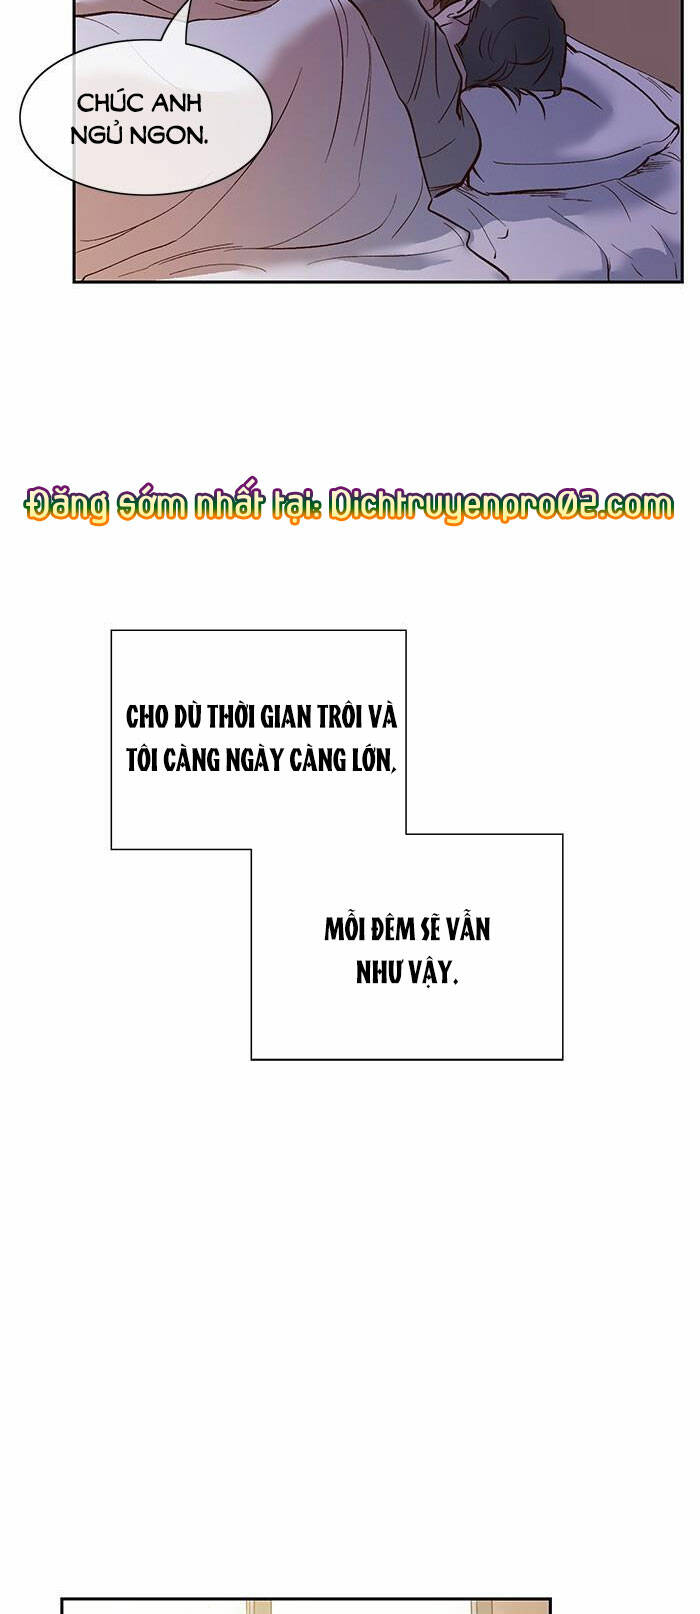 CHÚC ANH
NGỦ NGON.
Đăng sớm nhất tại: Dichtruyenpro02.com
CHO DÙ THỜI GIAN TRÔI VÀ
TÔI CÀNG NGÀY CÀNG LỚN,
MỖI ĐÊM SẼ VẪN
NHƯ VẬY.